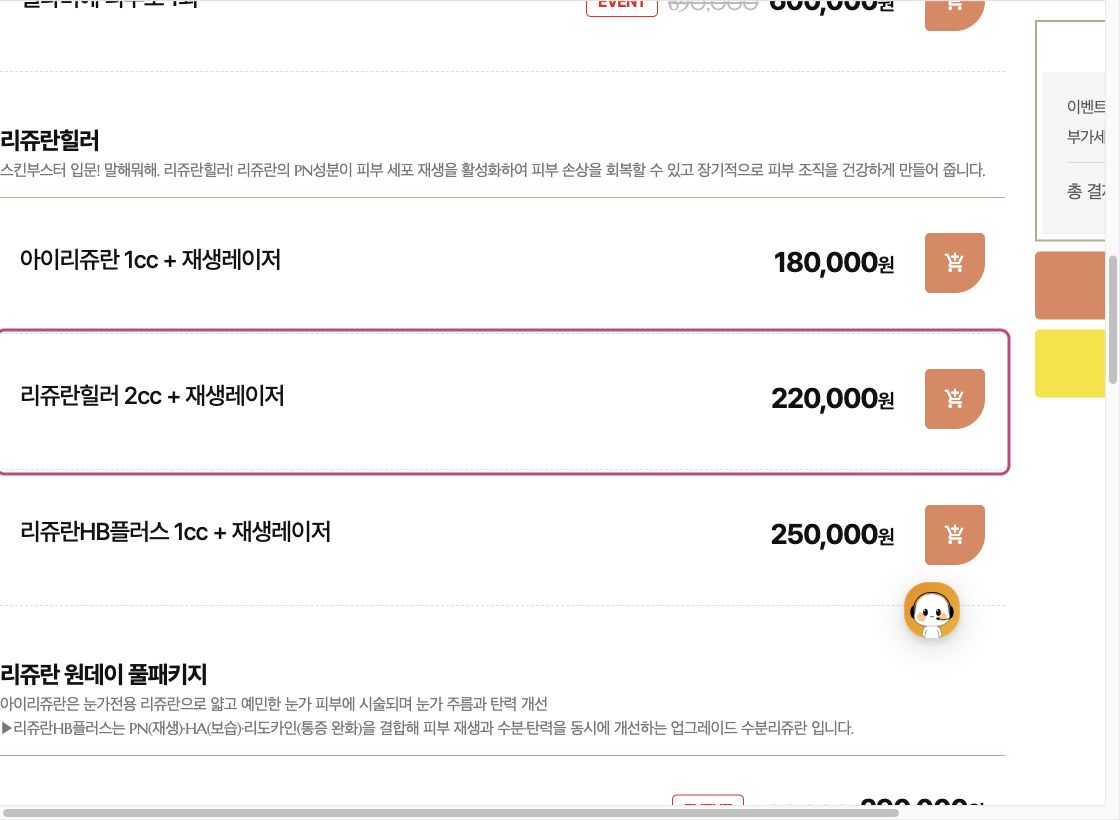 EVENT 690,000 600,000원
이벤트
부가세
총 결제
리쥬란힐러
스킨부스터 입문! 말해뭐해. 리쥬란힐러! 리쥬란의 PN성분이 피부 세포 재생을 활성화하여 피부 손상을 회복할 수 있고 장기적으로 피부 조직을 건강하게 만들어 줍니다.
아이리쥬란 1cc + 재생레이저
180,000원
리쥬란힐러 2cc + 재생레이저
220,000원
리쥬란HB플러스 1cc + 재생레이저
250,000원
리쥬란 원데이 풀패키지
아이리쥬란은 눈가전용 리쥬란으로 얇고 예민한 눈가 피부에 시술되며 눈가 주름과 탄력 개선
▶리쥬란HB플러스는 PN(재생)·HA(보습)·리도카인(통증 완화)을 결합해 피부 재생과 수분·탄력을 동시에 개선하는 업그레이드 수분리쥬란 입니다.